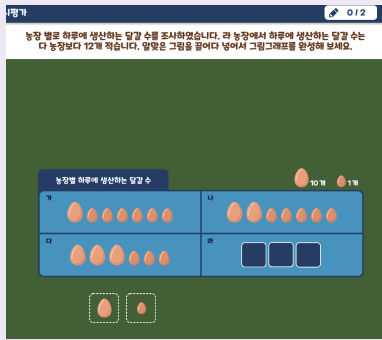 평가
0 / 2
농장 별로 하루에 생산하는 달걀 수를 조사하였습니다. 라 농장에서 하루에 생산하는 달걀 수는
다 농장보다 12개 적습니다. 알맞은 그림을 끌어다 넣어서 그림그래프를 완성해 보세요.
농장별 하루에 생산하는 달걀 수
10개
1개
가
나
다
라